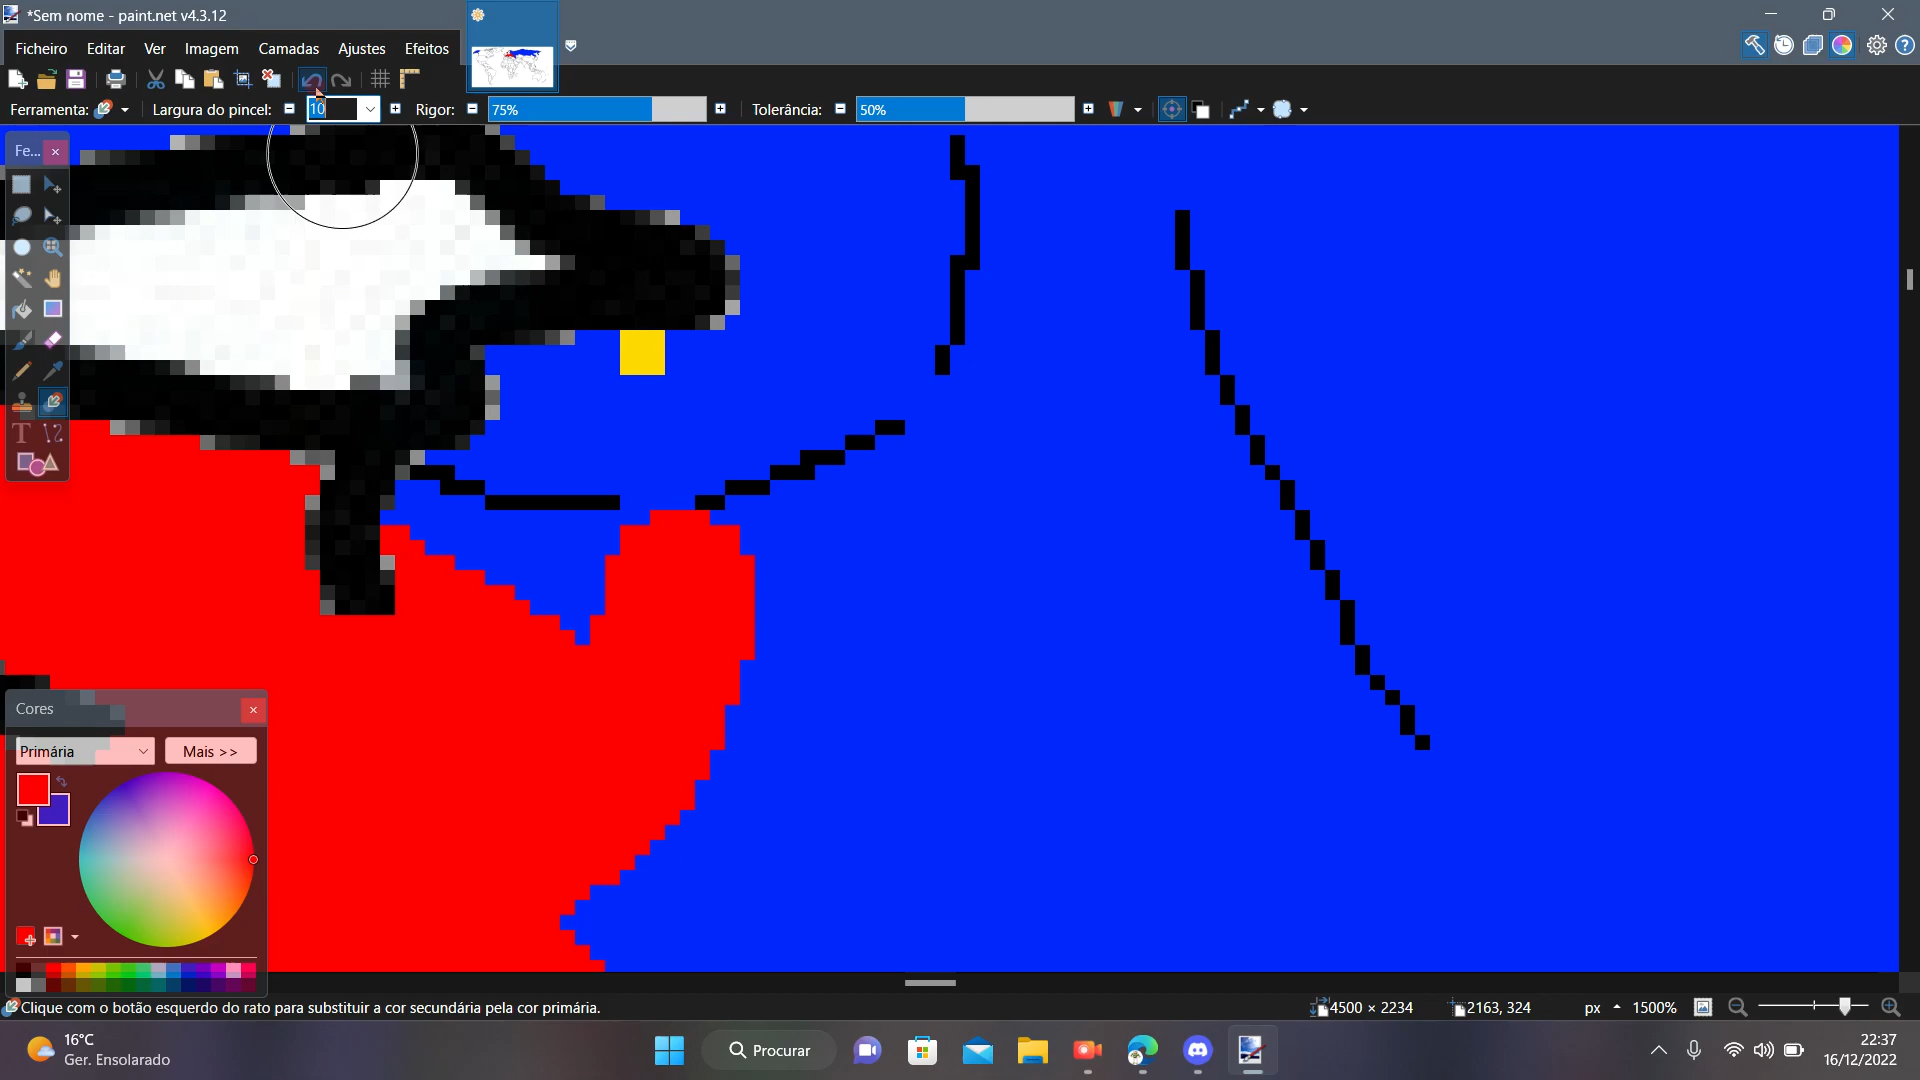 *Sem nome - paint.net v4.3.12
Ficheiro Editar Ver Imagem Camadas Ajustes Efeitos
Ferramenta: Largura do pincel: 10 Rigor: 75% Tolerância: 50%
Fe...
Cores
Primária Mais >>
Clique com o botão esquerdo do rato para substituir a cor secundária pela cor primária.
4500 × 2234 2163, 324 px 1500%
16°C
Ger. Ensolarado
Procurar
22:37
16/12/2022